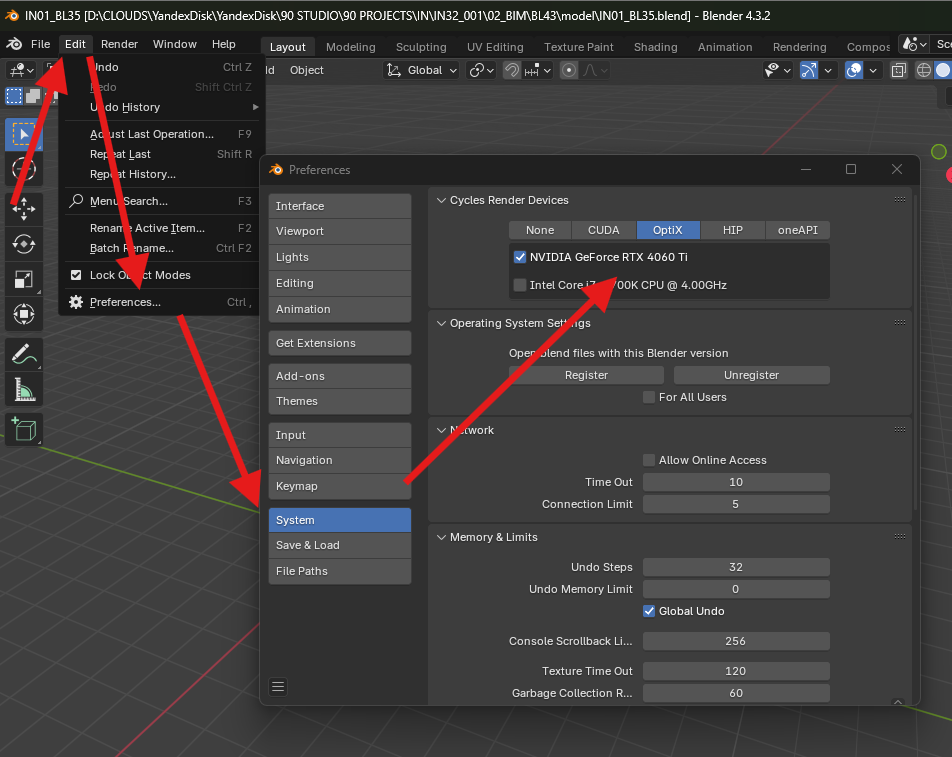 IN01_BL35 [D:\CLOUDS\YandexDisk\YandexDisk\90 STUDIO\90 PROJECTS\IN\IN32_001\02_BIM\BL43\model\IN01_BL35.blend] - Blender 4.3.2
File Edit Render Window Help Layout Modeling Sculpting UV Editing Texture Paint Shading Animation Rendering Compos Sc
ld Object Global
Undo Ctrl Z
Redo Shift Ctrl Z
Undo History
Adjust Last Operation... F9
Repeat Last Shift R
Repeat History...
Menu Search... F3
Rename Active Item... F2
Batch Rename... Ctrl F2
Lock Object Modes
Preferences... Ctrl ,
Preferences
Interface
Viewport
Lights
Editing
Animation
Get Extensions
Add-ons
Themes
Input
Navigation
Keymap
System
Save & Load
File Paths
Cycles Render Devices
None CUDA OptiX HIP oneAPI
NVIDIA GeForce RTX 4060 Ti
Intel Core 00K CPU @ 4.00GHz
Operating System Settings
Open blend files with this Blender version
Register Unregister
For All Users
Network
Allow Online Access
Time Out 10
Connection Limit 5
Memory & Limits
Undo Steps 32
Undo Memory Limit 0
Global Undo
Console Scrollback Li... 256
Texture Time Out 120
Garbage Collection R... 60